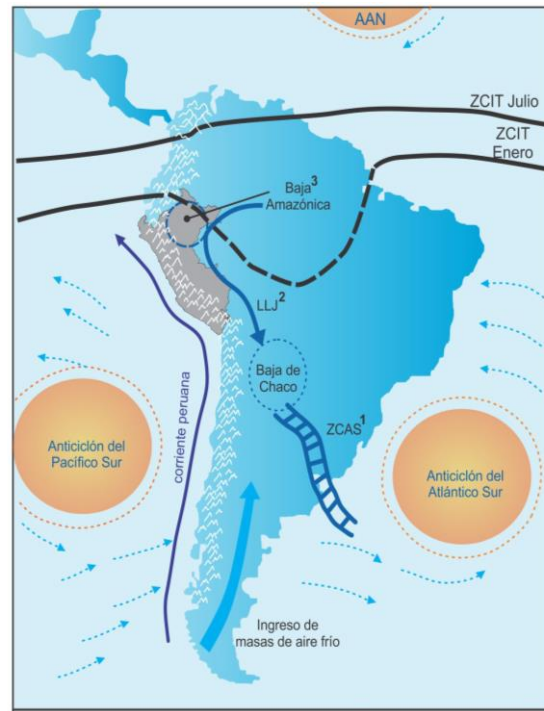 AAN
ZCIT Julio
ZCIT
Enero
Baja³
Amazónica
LLJ²
Baja de
Chaco
ZCAS¹
corriente peruana
Anticiclón del
Pacífico Sur
Anticiclón del
Atlántico Sur
Ingreso de
masas de aire frío